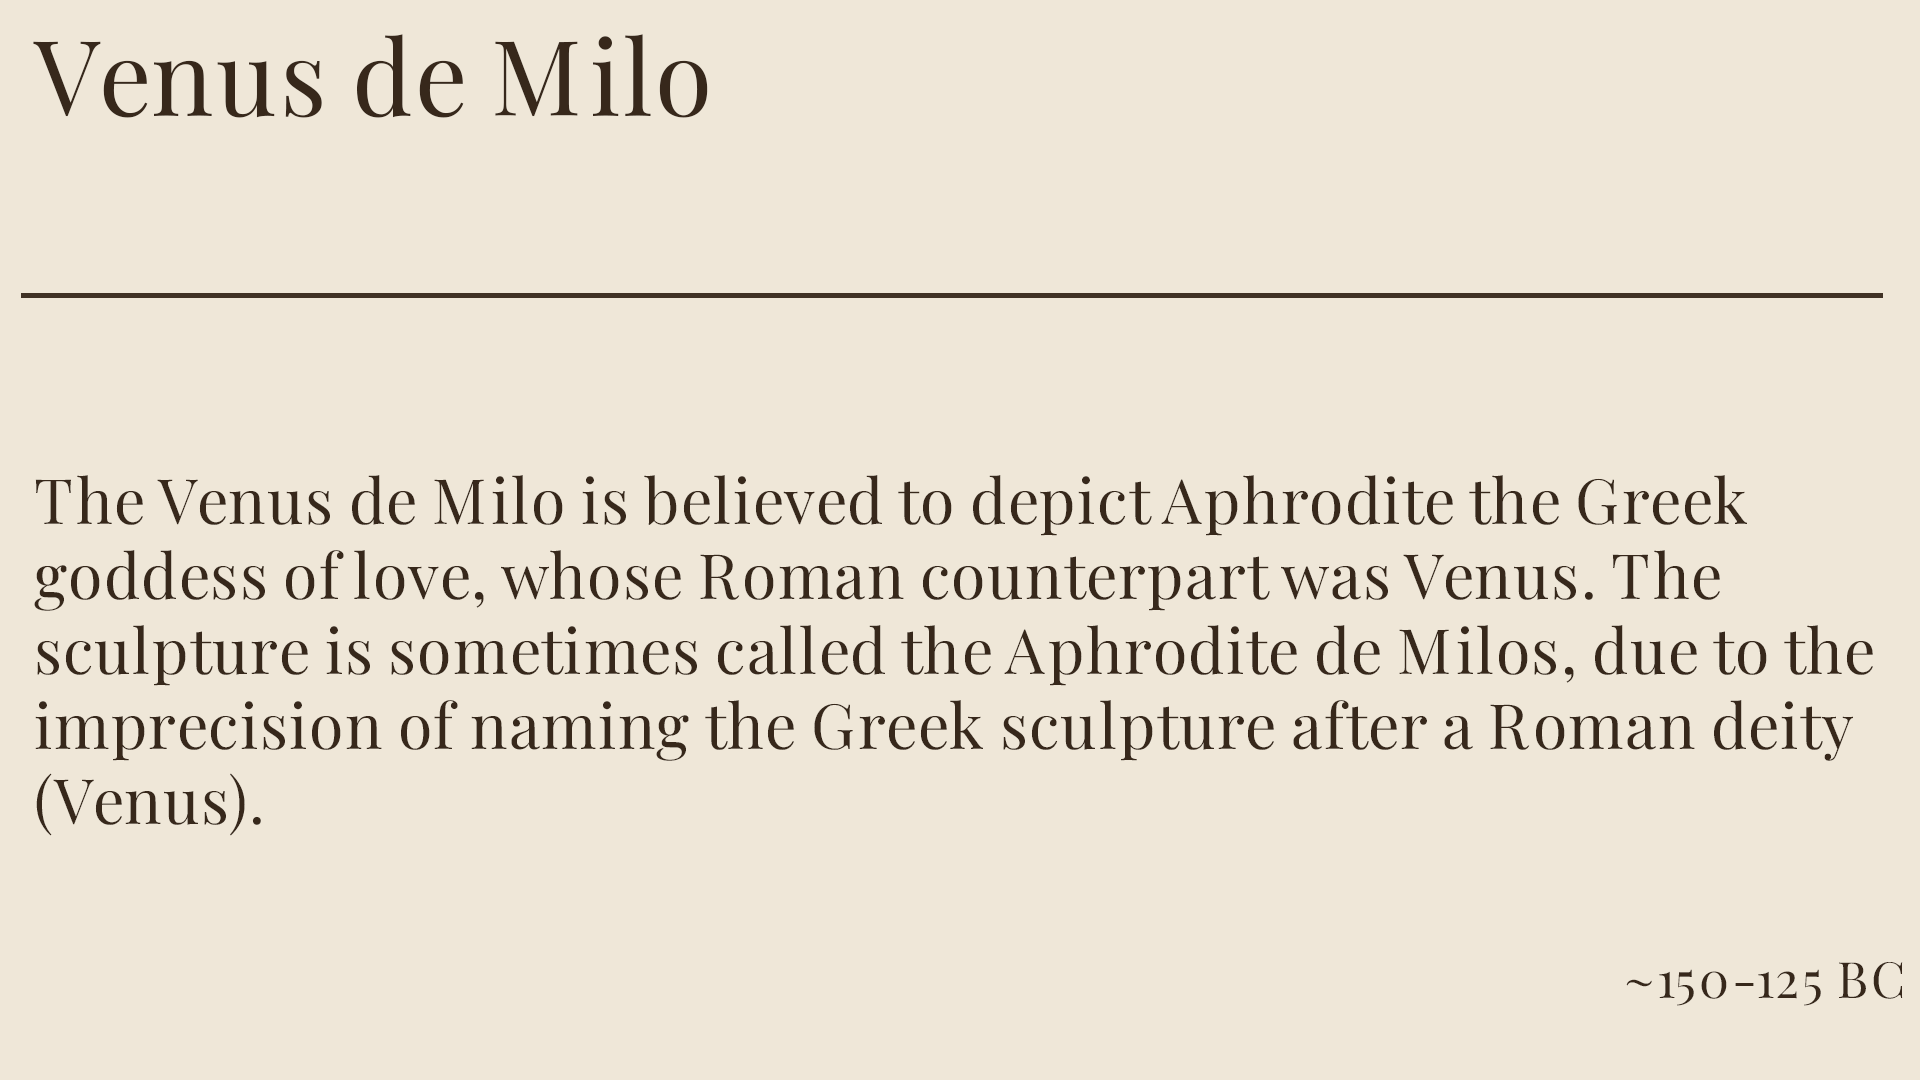 Venus de Milo
The Venus de Milo is believed to depict Aphrodite the Greek
goddess of love, whose Roman counterpart was Venus. The
sculpture is sometimes called the Aphrodite de Milos, due to the
imprecision of naming the Greek sculpture after a Roman deity
(Venus).
~150-125 BC